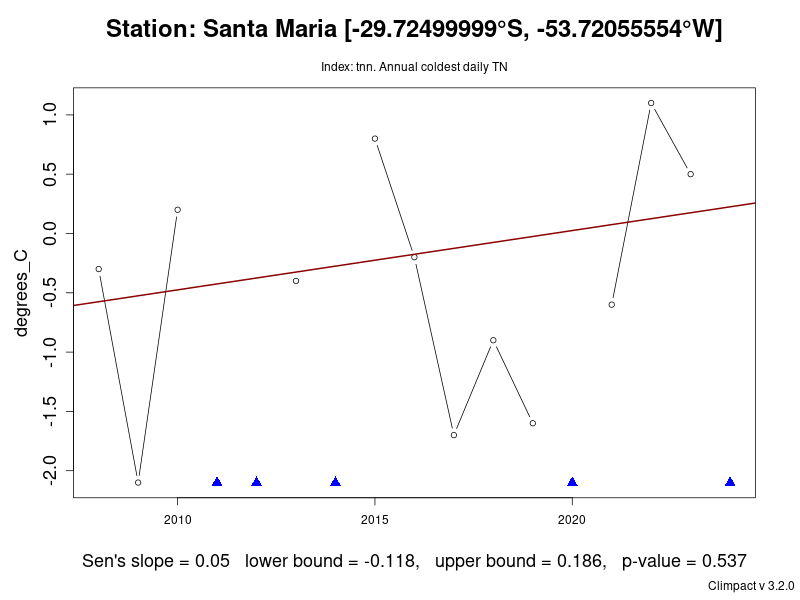 Station: Santa Maria [-29.72499999°S, -53.72055554°W]
Index: tnn. Annual coldest daily TN
degrees_C
1.0
0.5
0.0
-0.5
-1.0
-1.5
-2.0
2010 2015 2020
Sen's slope = 0.05 lower bound = -0.118, upper bound = 0.186, p-value = 0.537
Climpact v 3.2.0